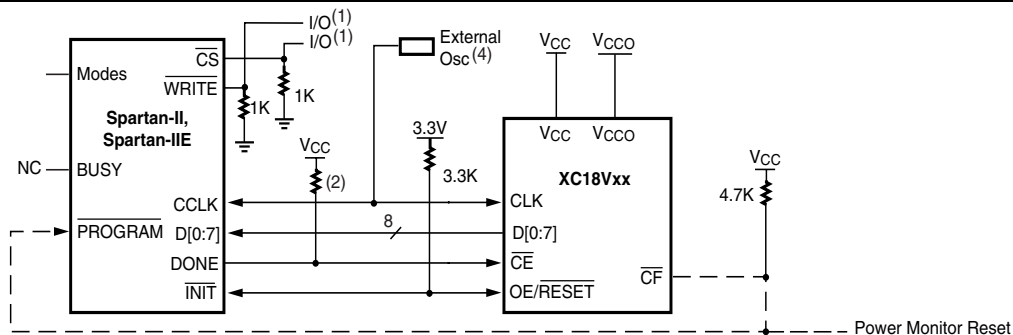 I/O(1)
I/O(1)
External
Osc(4)
VCC
VCCO
CS
Modes
WRITE
1K
1K
Spartan-II,
Spartan-IIE
VCC
3.3V
VCC
VCCO
VCC
NC
BUSY
(2)
3.3K
XC18Vxx
4.7K
CCLK
CLK
PROGRAM
D[0:7]
8
D[0:7]
DONE
CE
CF
INIT
OE/RESET
Power Monitor Reset